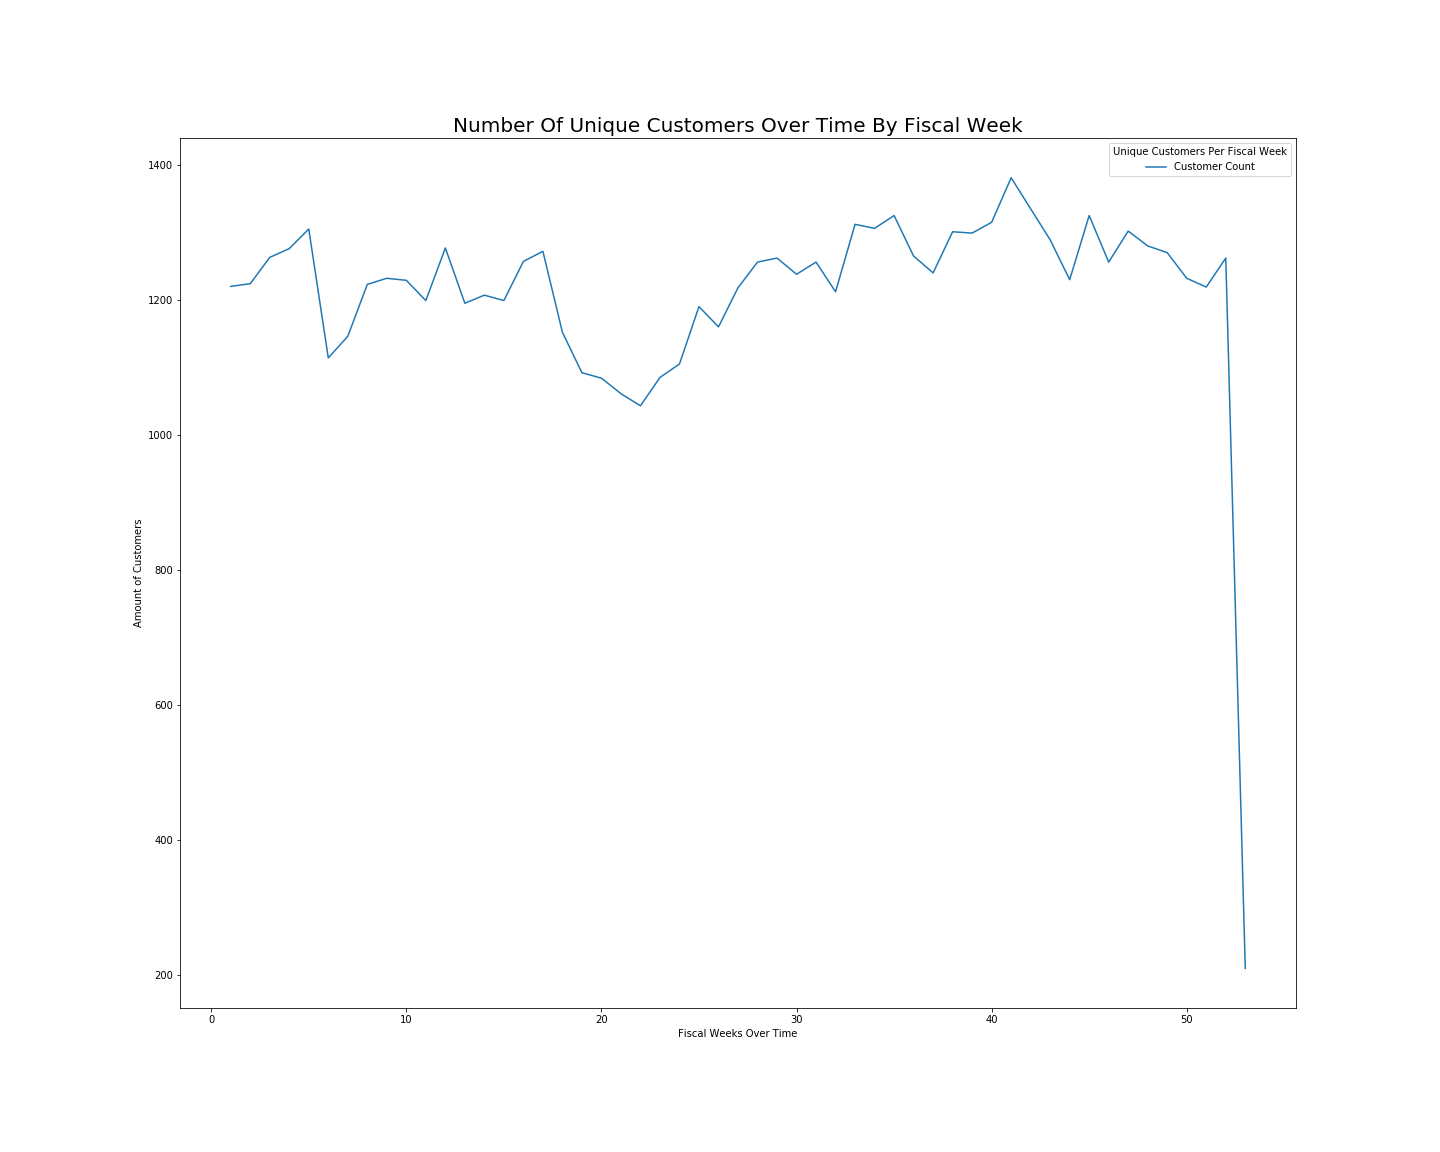 Number Of Unique Customers Over Time By Fiscal Week
Unique Customers Per Fiscal Week
Customer Count
1400
1200
1000
800
600
400
200
Amount of Customers
0 10 20 30 40 50
Fiscal Weeks Over Time